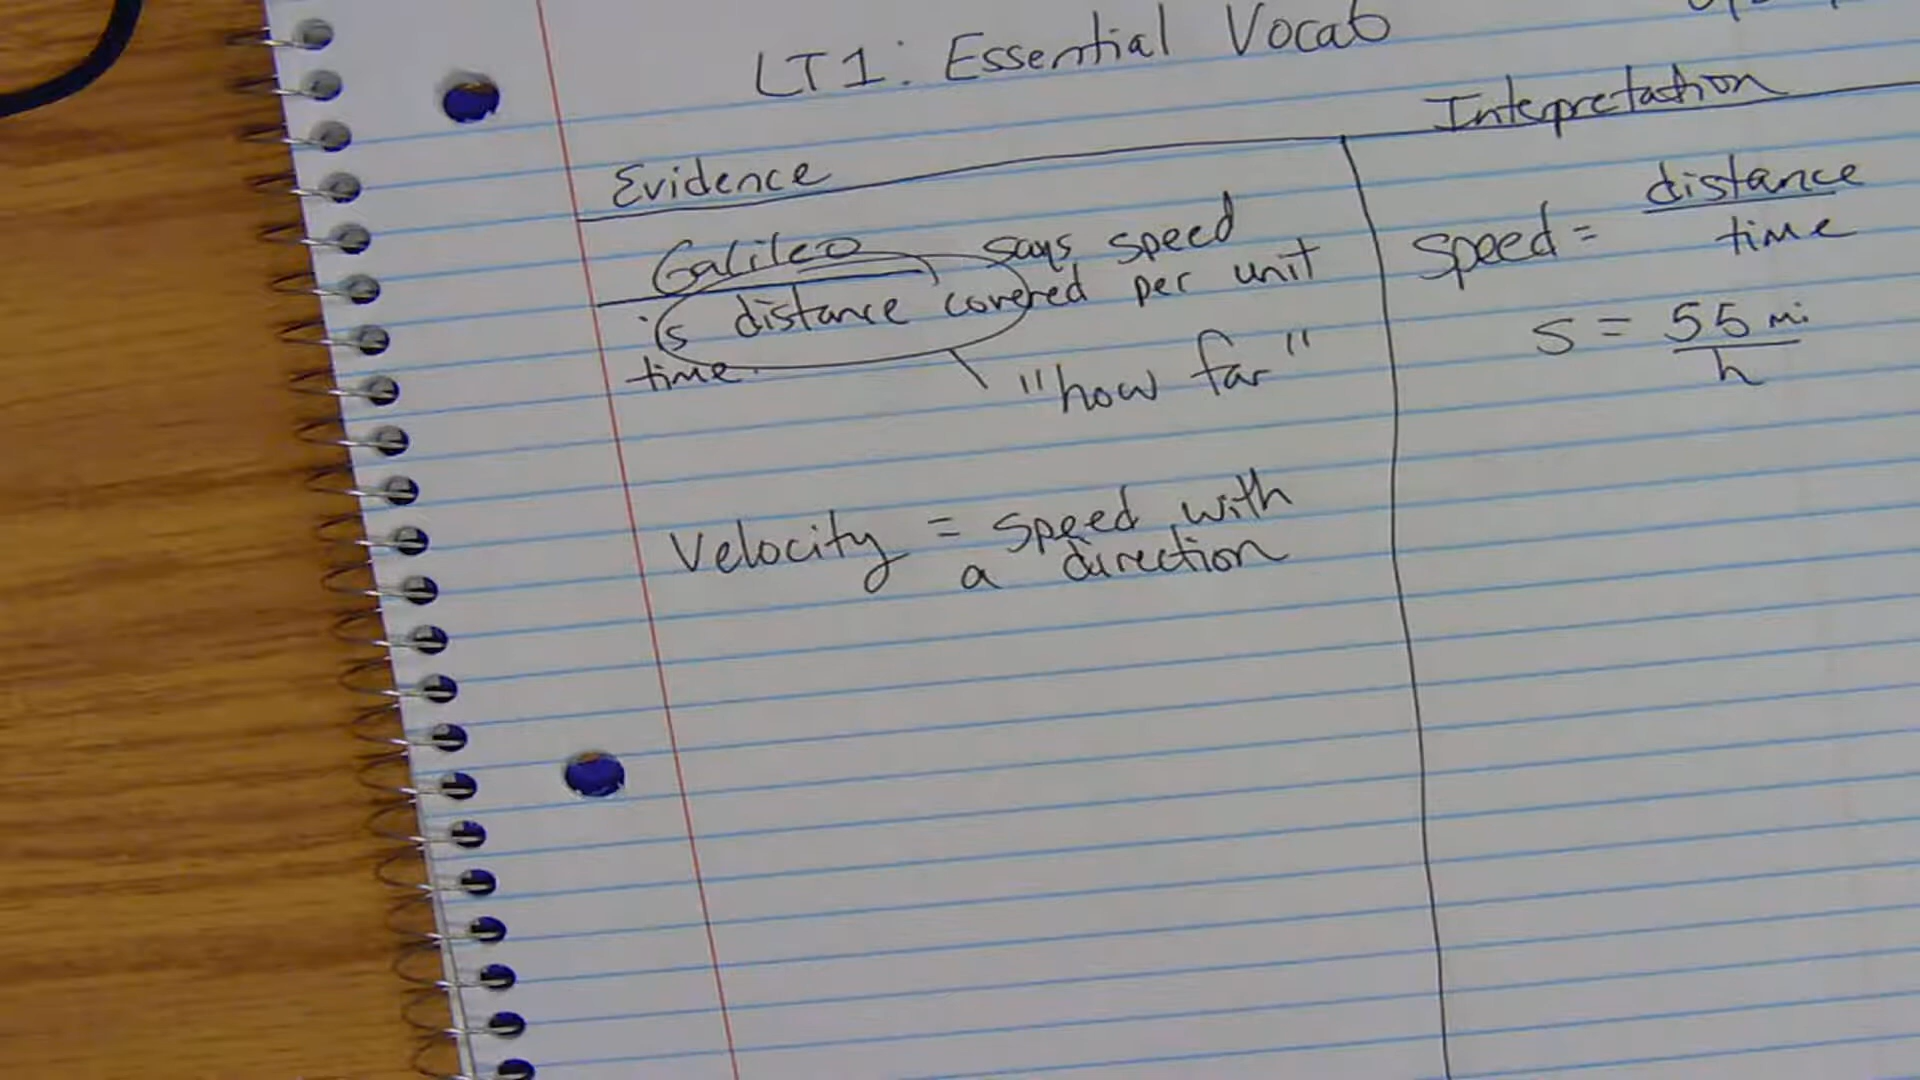 LT1: Essential Vocab
Evidence
Galileo says speed
is distance covered per unit
time.
"how far"
Velocity = speed with
a direction
Interpretation
Speed = distance
time
S = 55 mi
h